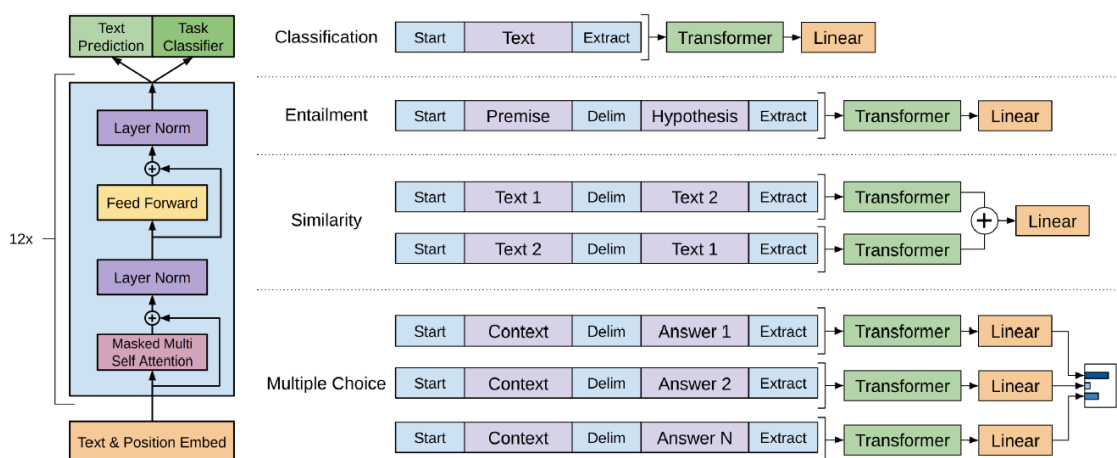 Text
Prediction
Task
Classifier
Layer Norm
Feed Forward
12x
Layer Norm
Masked Multi
Self Attention
Text & Position Embed
Classification
Start Text Extract Transformer Linear
Entailment
Start Premise Delim Hypothesis Extract Transformer Linear
Similarity
Start Text 1 Delim Text 2 Extract Transformer
Linear
Start Text 2 Delim Text 1 Extract Transformer
Multiple Choice
Start Context Delim Answer 1 Extract Transformer Linear
Start Context Delim Answer 2 Extract Transformer Linear
Start Context Delim Answer N Extract Transformer Linear